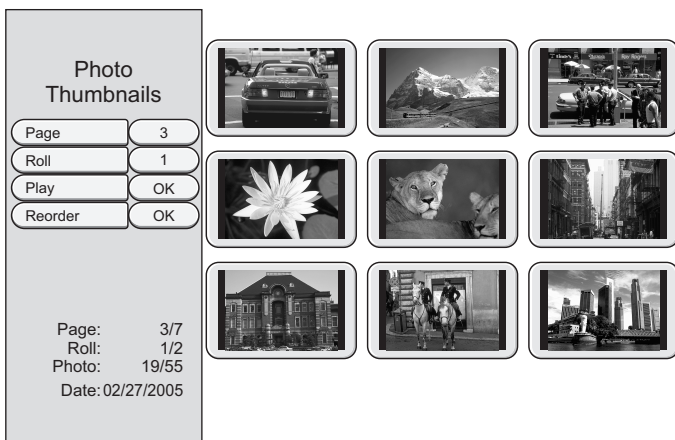 Photo
Thumbnails
Page 3
Roll 1
Play OK
Reorder OK
Page: 3/7
Roll: 1/2
Photo: 19/55
Date: 02/27/2005